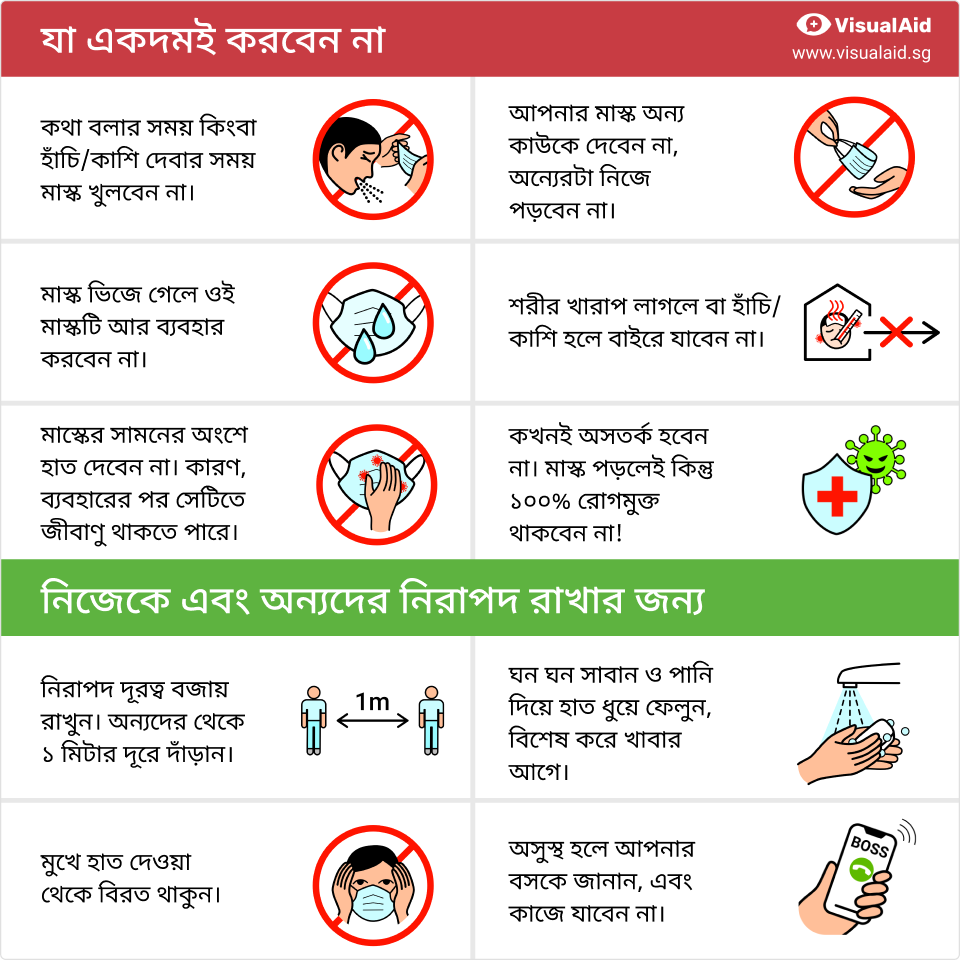 যা একদমই করবেন না
VisualAid
www.visualaid.sg
কথা বলার সময় কিংবা
হাঁচি/কাশি দেবার সময়
মাস্ক খুলবেন না।
আপনার মাস্ক অন্য
কাউকে দেবেন না,
অন্যেরটা নিজে
পড়বেন না।
মাস্ক ভিজে গেলে ওই
মাস্কটি আর ব্যবহার
করবেন না।
শরীর খারাপ লাগলে বা হাঁচি/
কাশি হলে বাইরে যাবেন না।
মাস্কের সামনের অংশে
হাত দেবেন না। কারণ,
ব্যবহারের পর সেটিতে
জীবাণু থাকতে পারে।
কখনই অসতর্ক হবেন
না। মাস্ক পড়লেই কিন্তু
১০০% রোগমুক্ত
থাকবেন না!
নিজেকে এবং অন্যদের নিরাপদ রাখার জন্য
নিরাপদ দূরত্ব বজায়
রাখুন। অন্যদের থেকে
১ মিটার দূরে দাঁড়ান।
1m
ঘন ঘন সাবান ও পানি
দিয়ে হাত ধুয়ে ফেলুন,
বিশেষ করে খাবার
আগে।
মুখে হাত দেওয়া
থেকে বিরত থাকুন।
অসুস্থ হলে আপনার
বসকে জানান, এবং
কাজে যাবেন না।
BOSS